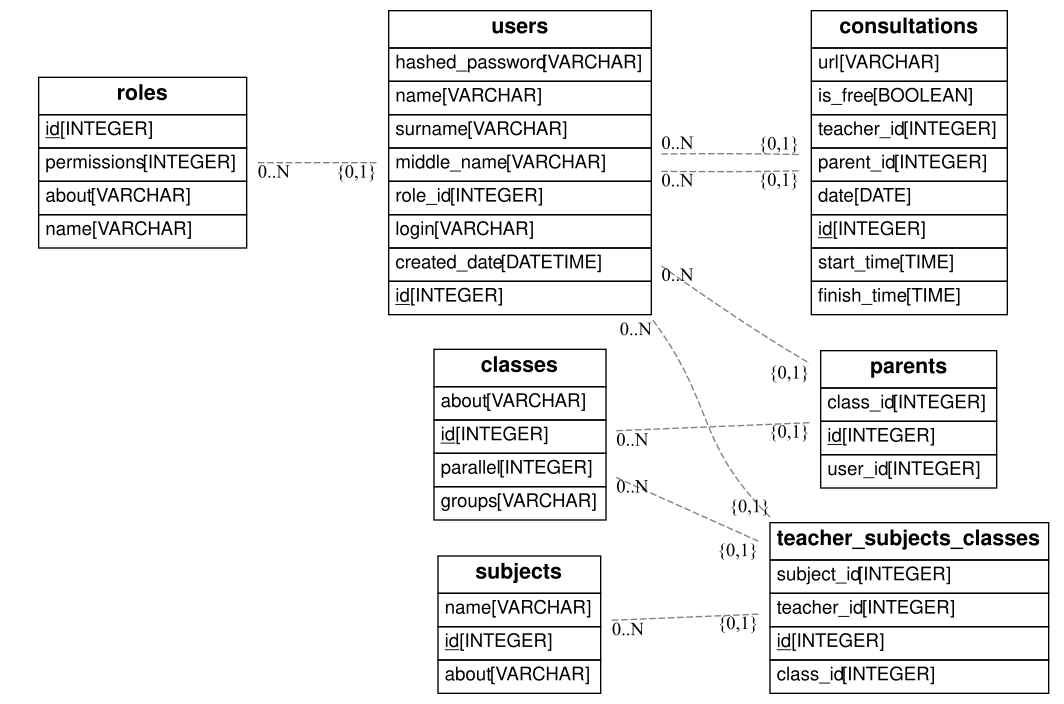 roles
id[INTEGER]
permissions[INTEGER]
about[VARCHAR]
name[VARCHAR]
0..N {0,1}
users
hashed_password[VARCHAR]
name[VARCHAR]
surname[VARCHAR]
middle_name[VARCHAR]
role_id[INTEGER]
login[VARCHAR]
created_date[DATETIME]
id[INTEGER]
0..N {0,1}
0..N {0,1}
consultations
url[VARCHAR]
is_free[BOOLEAN]
teacher_id[INTEGER]
parent_id[INTEGER]
date[DATE]
id[INTEGER]
start_time[TIME]
finish_time[TIME]
0..N
{0,1}
0..N
{0,1}
classes
about[VARCHAR]
id[INTEGER]
parallel[INTEGER]
groups[VARCHAR]
0..N {0,1}
0..N
{0,1}
parents
class_id[INTEGER]
id[INTEGER]
user_id[INTEGER]
subjects
name[VARCHAR]
id[INTEGER]
about[VARCHAR]
0..N {0,1}
teacher_subjects_classes
subject_id[INTEGER]
teacher_id[INTEGER]
id[INTEGER]
class_id[INTEGER]